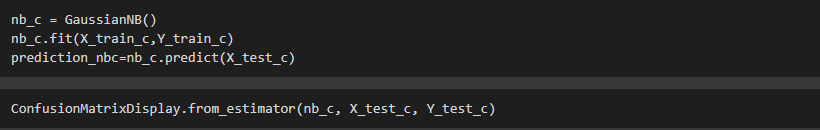 nb_c = GaussianNB()
nb_c.fit(X_train_c,Y_train_c)
prediction_nbc=nb_c.predict(X_test_c)
ConfusionMatrixDisplay.from_estimator(nb_c, X_test_c, Y_test_c)